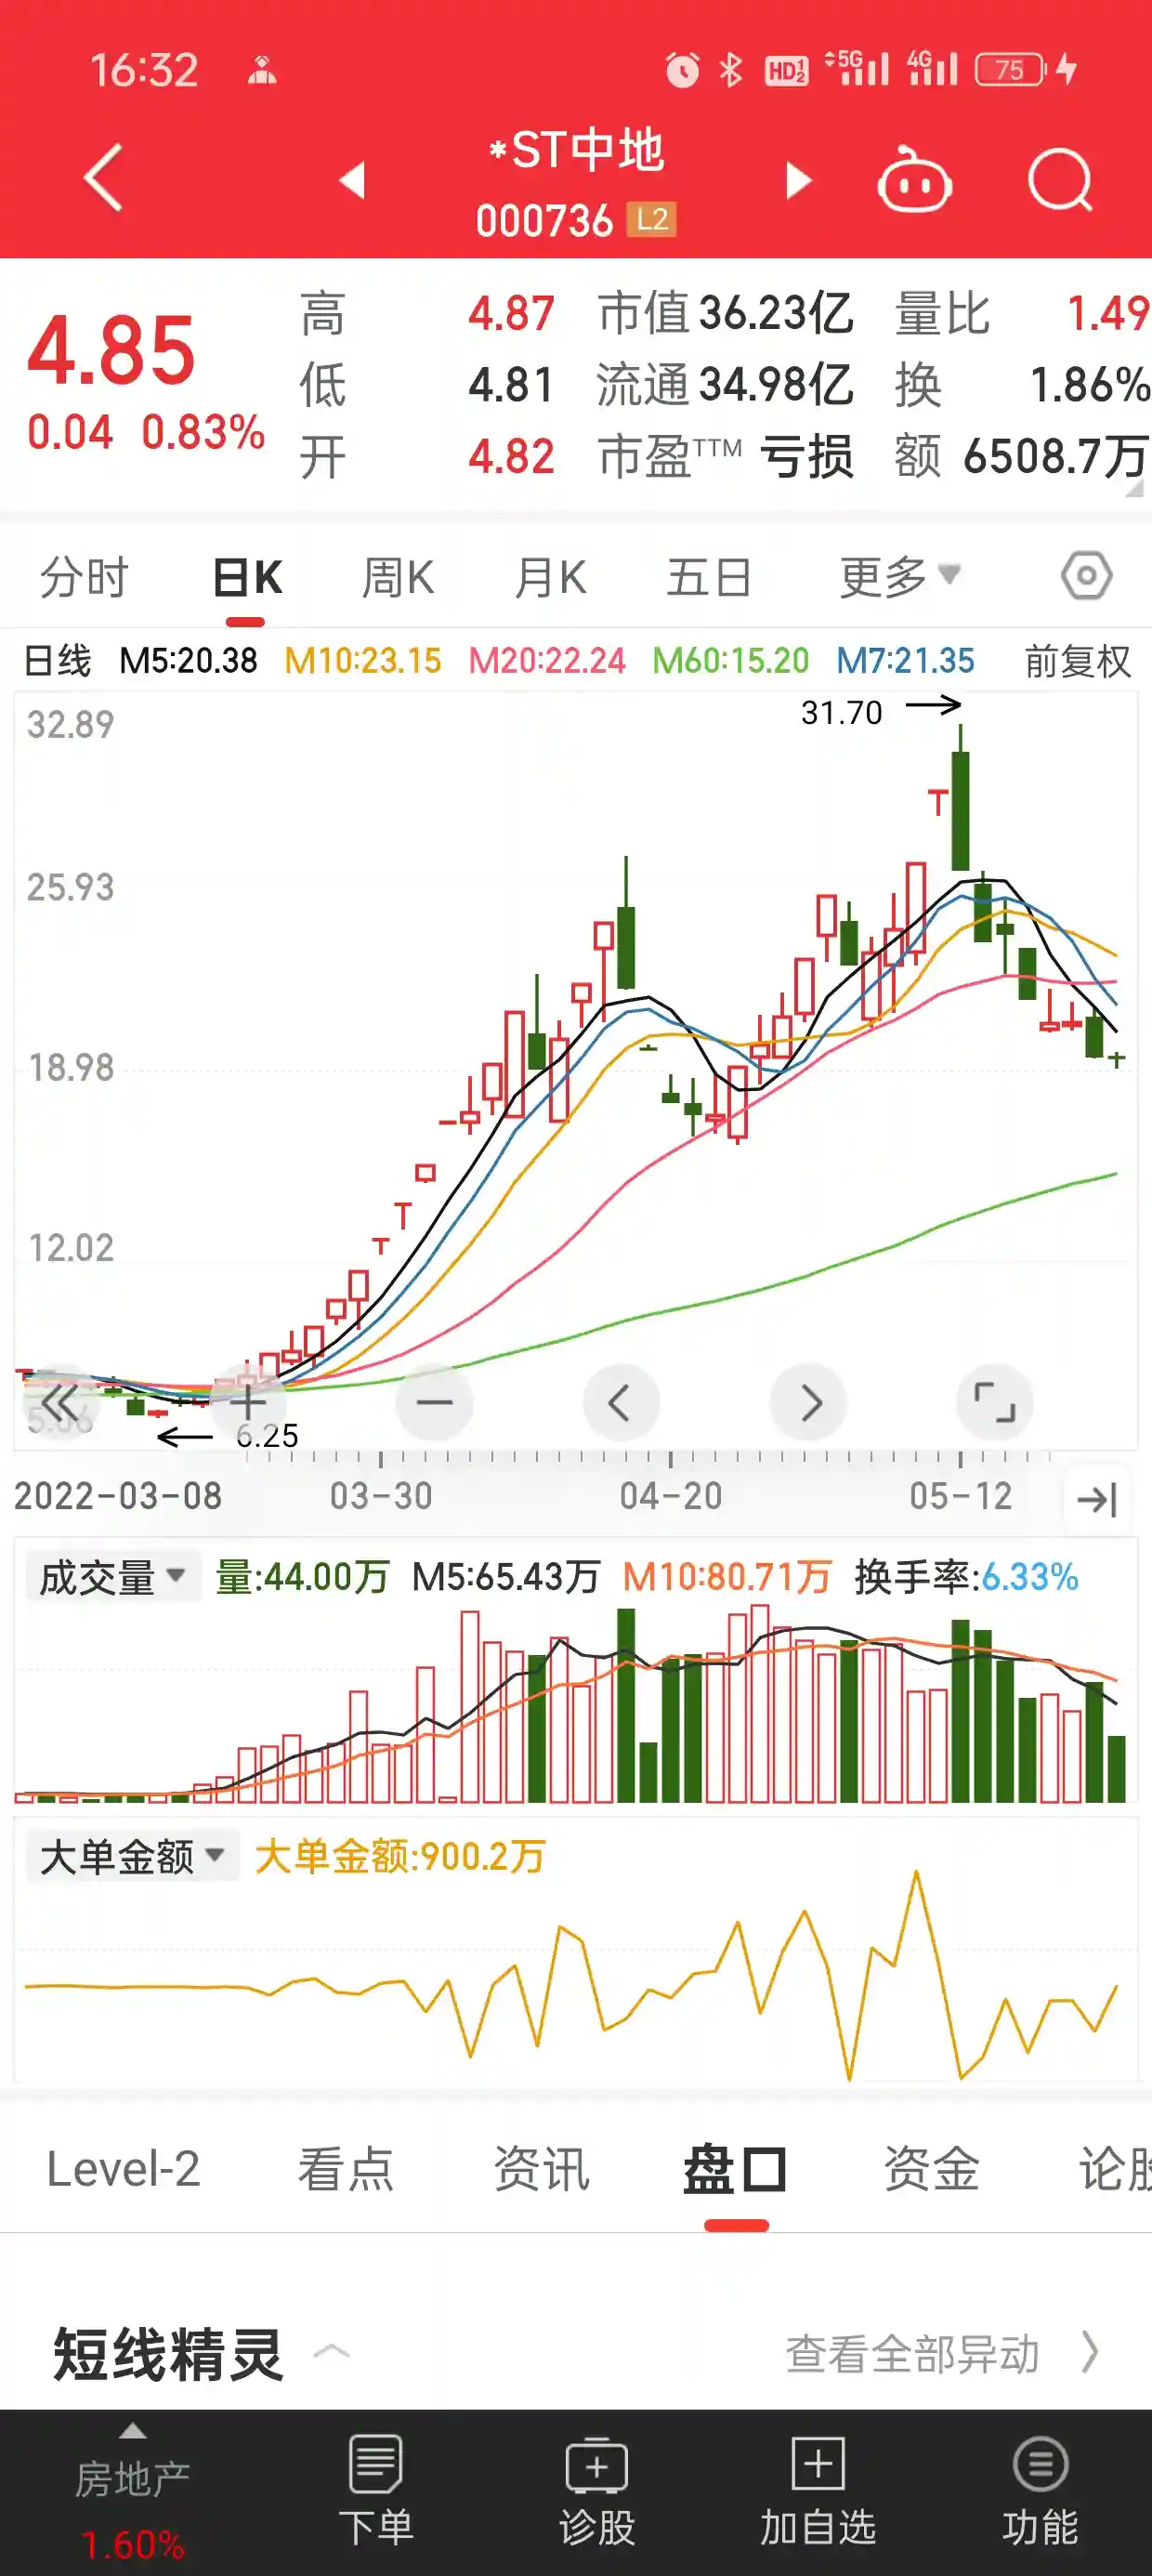 16:32 HD 1 2 5G 4G 75
*ST中地
000736 L2
4.85
0.04 0.83%
高 4.87 市值 36.23亿 量比 1.49
低 4.81 流通 34.98亿 换 1.86%
开 4.82 市盈TTM 亏损 额 6508.7万
分时 日K 周K 月K 五日 更多
日线 M5:20.38 M10:23.15 M20:22.24 M60:15.20 M7:21.35 前复权
32.89
31.70
25.93
18.98
12.02
5.06
6.25
2022-03-08 03-30 04-20 05-12
成交量 量:44.00万 M5:65.43万 M10:80.71万 换手率:6.33%
大单金额 大单金额:900.2万
Level-2 看点 资讯 盘口 资金 论股
短线精灵 查看全部异动
房地产 1.60% 下单 诊股 加自选 功能